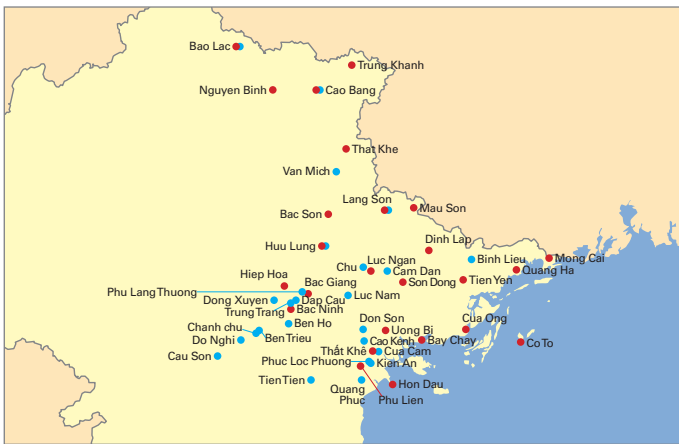 Bao Lac
Trung Khanh
Nguyen Binh
Cao Bang
That Khe
Van Mich
Lang Son
Mau Son
Bac Son
Dinh Lap
Huu Lung
Binh Lieu
Mong Cai
Luc Ngan
Chu
Cam Dan
Quang Ha
Hiep Hoa
Bac Giang
Son Dong
Tien Yen
Phu Lang Thuong
Dong Xuyen
Dap Cau
Luc Nam
Trung Trang
Bac Ninh
Don Son
Cua Ong
Chanh chu
Ben Ho
Uong Bi
Do Nghi
Ben Trieu
Cao Kenh
Bay Chay
Co To
Thất Khê
Cua Cam
Cau Son
Phuc Loc Phuong
Kien An
Tien Tien
Quang
Phuc
Hon Dau
Phu Lien